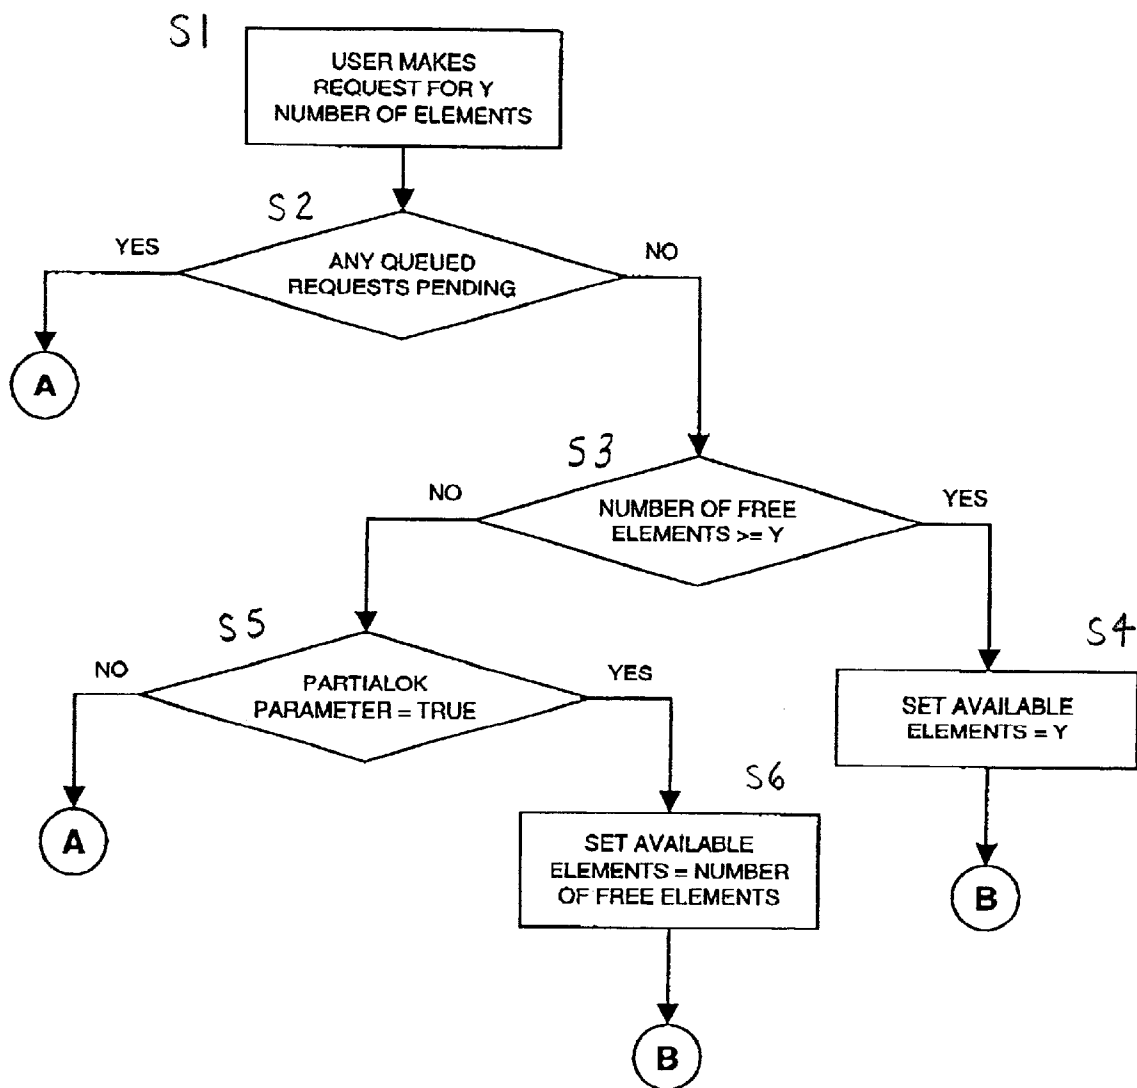 S1
USER MAKES
REQUEST FOR Y
NUMBER OF ELEMENTS
S2
YES
NO
ANY QUEUED
REQUESTS PENDING
A
S3
NO
YES
NUMBER OF FREE
ELEMENTS >= Y
S5
S4
NO
YES
PARTIALOK
PARAMETER = TRUE
SET AVAILABLE
ELEMENTS = Y
S6
A
SET AVAILABLE
ELEMENTS = NUMBER
OF FREE ELEMENTS
B
B